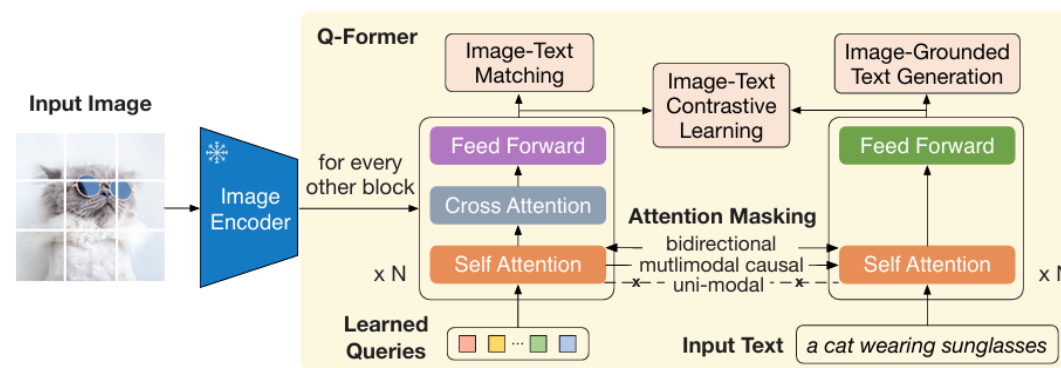 Q-Former
Input Image
Image
Encoder
for every
other block
Image-Text
Matching
Image-Text
Contrastive
Learning
Image-Grounded
Text Generation
Feed Forward
Cross Attention
Self Attention
x N
Attention Masking
bidirectional
mutlimodal causal
uni-modal
x
x
Feed Forward
Self Attention
x N
Learned
Queries
...
Input Text
a cat wearing sunglasses